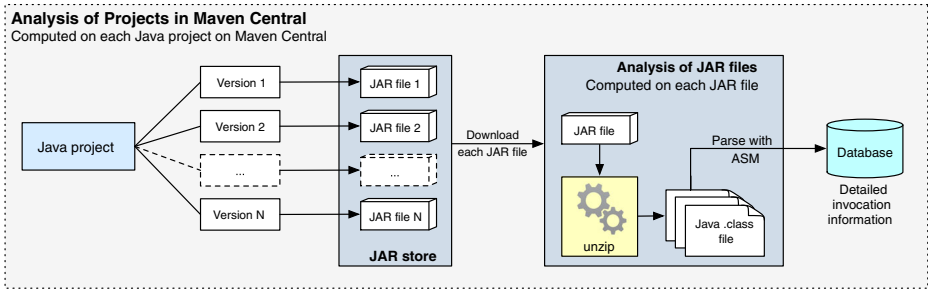 Analysis of Projects in Maven Central
Computed on each Java project on Maven Central
Java project
Version 1
Version 2
...
Version N
JAR file 1
JAR file 2
...
JAR file N
JAR store
Download
each JAR file
Analysis of JAR files
Computed on each JAR file
JAR file
unzip
Java .class
file
Parse with
ASM
Database
Detailed
invocation
information